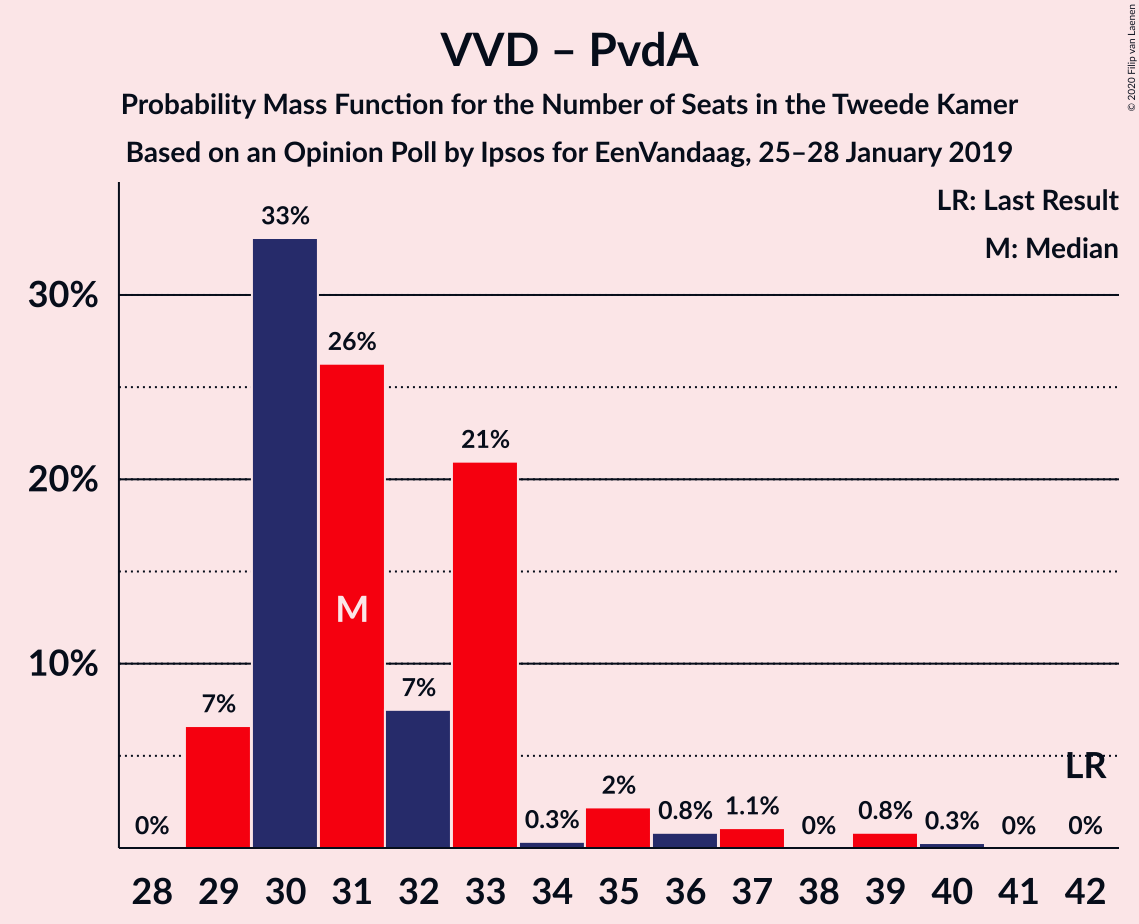 VVD – PvdA
Probability Mass Function for the Number of Seats in the Tweede Kamer
Based on an Opinion Poll by Ipsos for EenVandaag, 25–28 January 2019
© 2020 Filip van Laenen
LR: Last Result
M: Median
30%
20%
10%
0%
7%
33%
26%
7%
21%
0.3%
2%
0.8%
1.1%
0%
0.8%
0.3%
0%
0%
M
LR
28 29 30 31 32 33 34 35 36 37 38 39 40 41 42